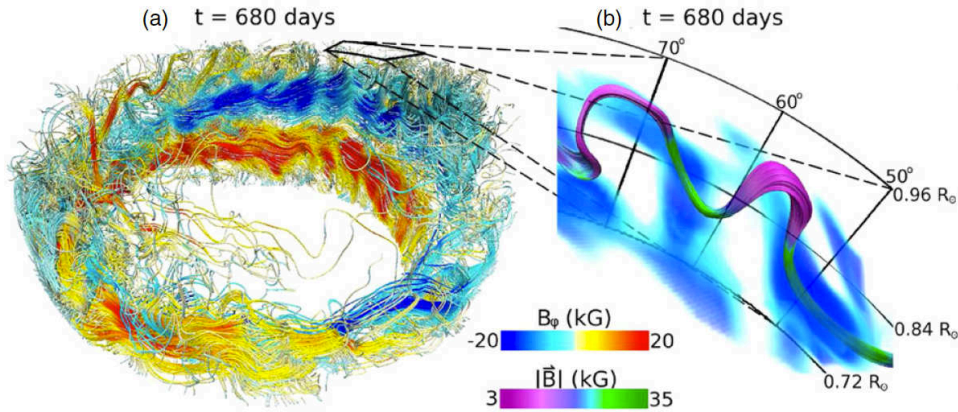 (a) t = 680 days
(b) t = 680 days
70°
60°
50°
0.96 R⊙
0.84 R⊙
0.72 R⊙
Bφ (kG)
-20 20
|B⃗| (kG)
3 35